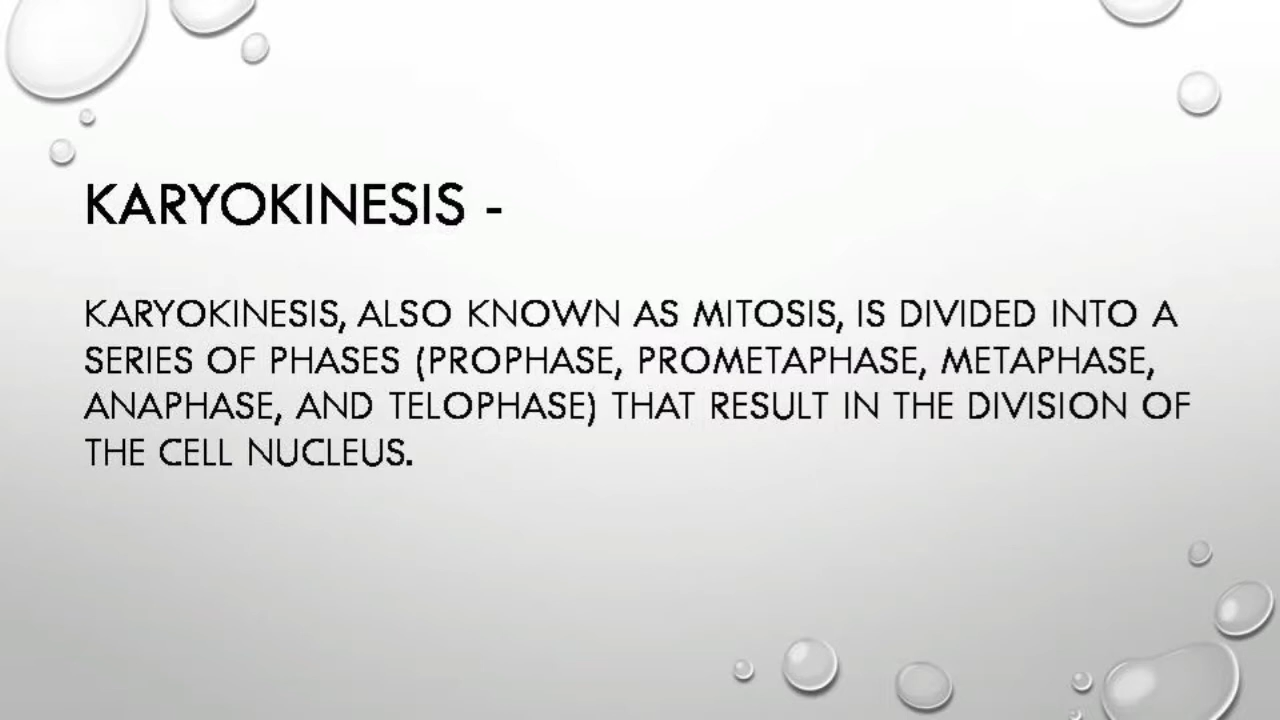 KARYOKINESIS -
KARYOKINESIS, ALSO KNOWN AS MITOSIS, IS DIVIDED INTO A
SERIES OF PHASES (PROPHASE, PROMETAPHASE, METAPHASE,
ANAPHASE, AND TELOPHASE) THAT RESULT IN THE DIVISION OF
THE CELL NUCLEUS.